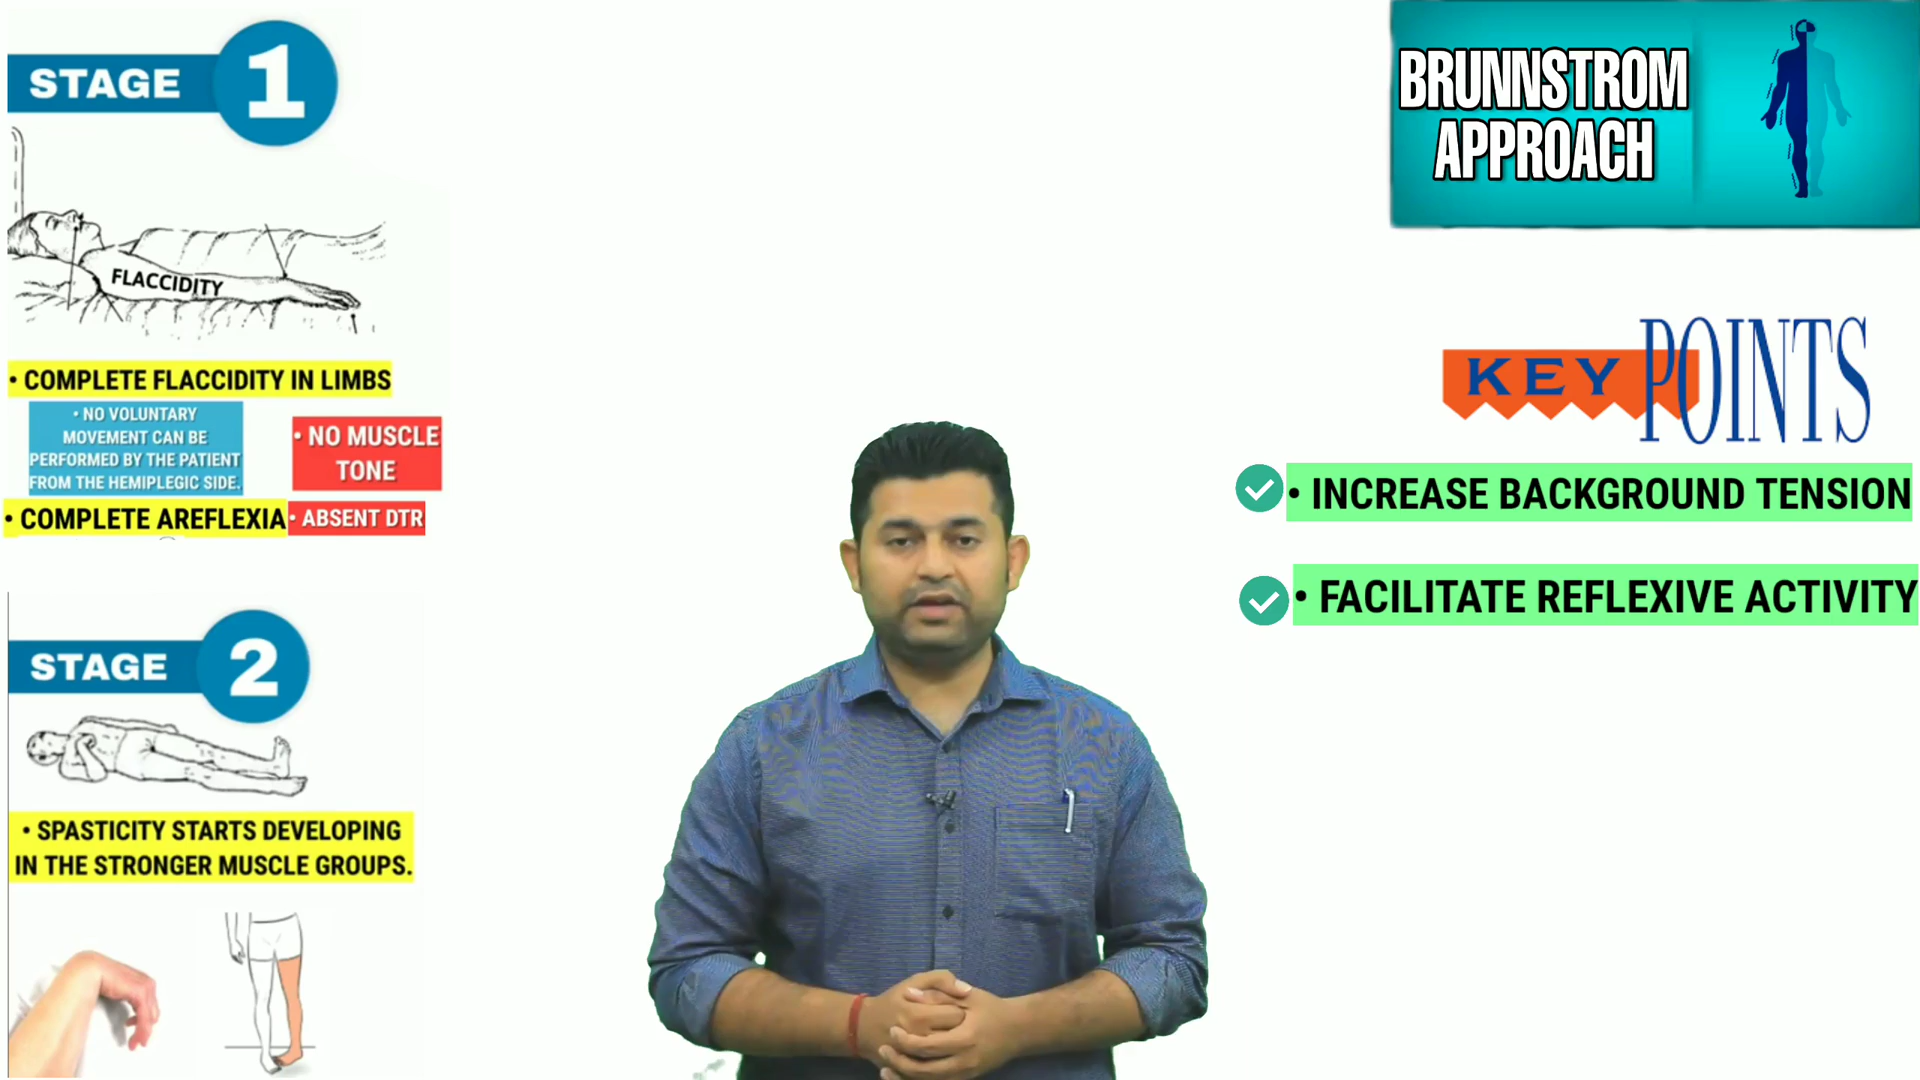 STAGE 1
FLACCIDITY
• COMPLETE FLACCIDITY IN LIMBS
• NO VOLUNTARY
MOVEMENT CAN BE
PERFORMED BY THE PATIENT
FROM THE HEMIPLEGIC SIDE.
• NO MUSCLE
TONE
• COMPLETE AREFLEXIA
• ABSENT DTR
STAGE 2
• SPASTICITY STARTS DEVELOPING
IN THE STRONGER MUSCLE GROUPS.
BRUNNSTROM
APPROACH
KEY POINTS
• INCREASE BACKGROUND TENSION
• FACILITATE REFLEXIVE ACTIVITY